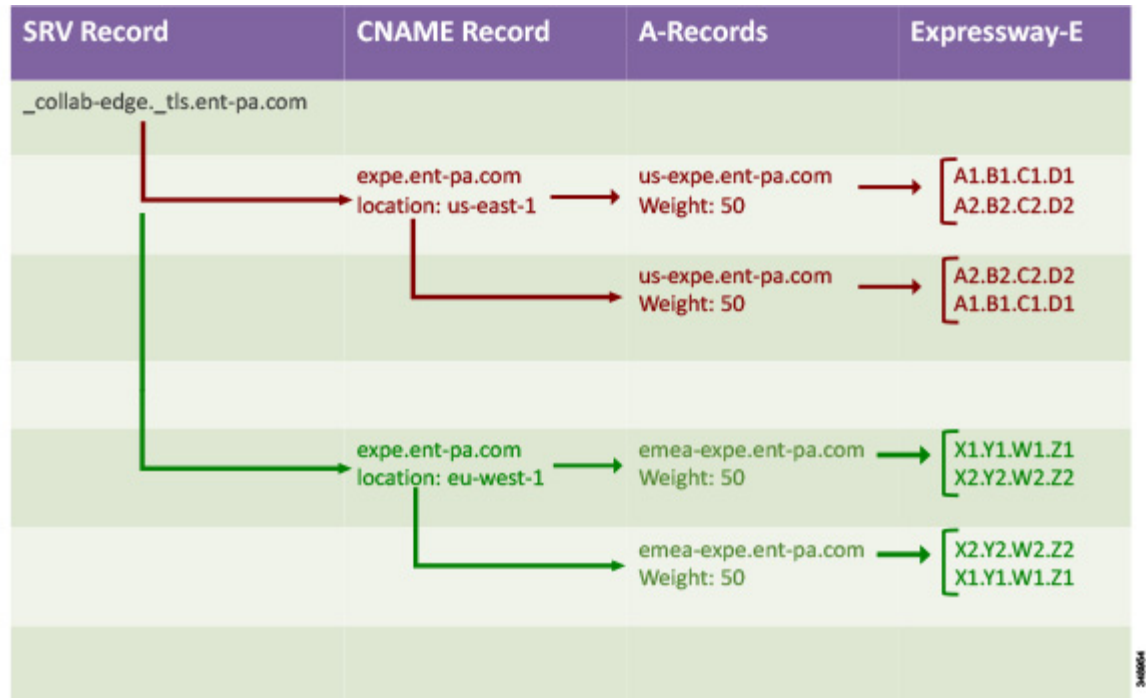 SRV Record CNAME Record A-Records Expressway-E
_collab-edge._tls.ent-pa.com
expe.ent-pa.com us-expe.ent-pa.com A1.B1.C1.D1
location: us-east-1 Weight: 50 A2.B2.C2.D2
us-expe.ent-pa.com A2.B2.C2.D2
Weight: 50 A1.B1.C1.D1
expe.ent-pa.com emea-expe.ent-pa.com X1.Y1.W1.Z1
location: eu-west-1 Weight: 50 X2.Y2.W2.Z2
emea-expe.ent-pa.com X2.Y2.W2.Z2
Weight: 50 X1.Y1.W1.Z1